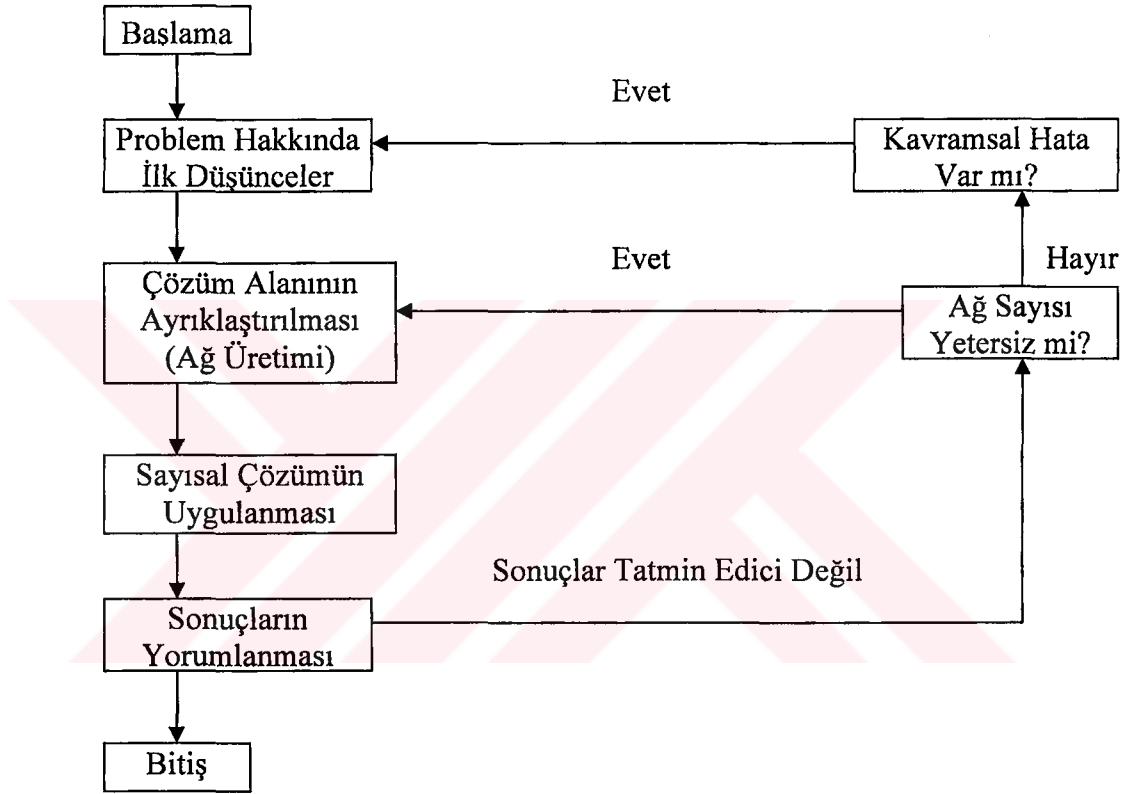 Başlama
Evet
Problem Hakkında
İlk Düşünceler
Kavramsal Hata
Var mı?
Evet
Hayır
Çözüm Alanının
Ayrıklaştırılması
(Ağ Üretimi)
Ağ Sayısı
Yetersiz mi?
Sayısal Çözümün
Uygulanması
Sonuçlar Tatmin Edici Değil
Sonuçların
Yorumlanması
Bitiş